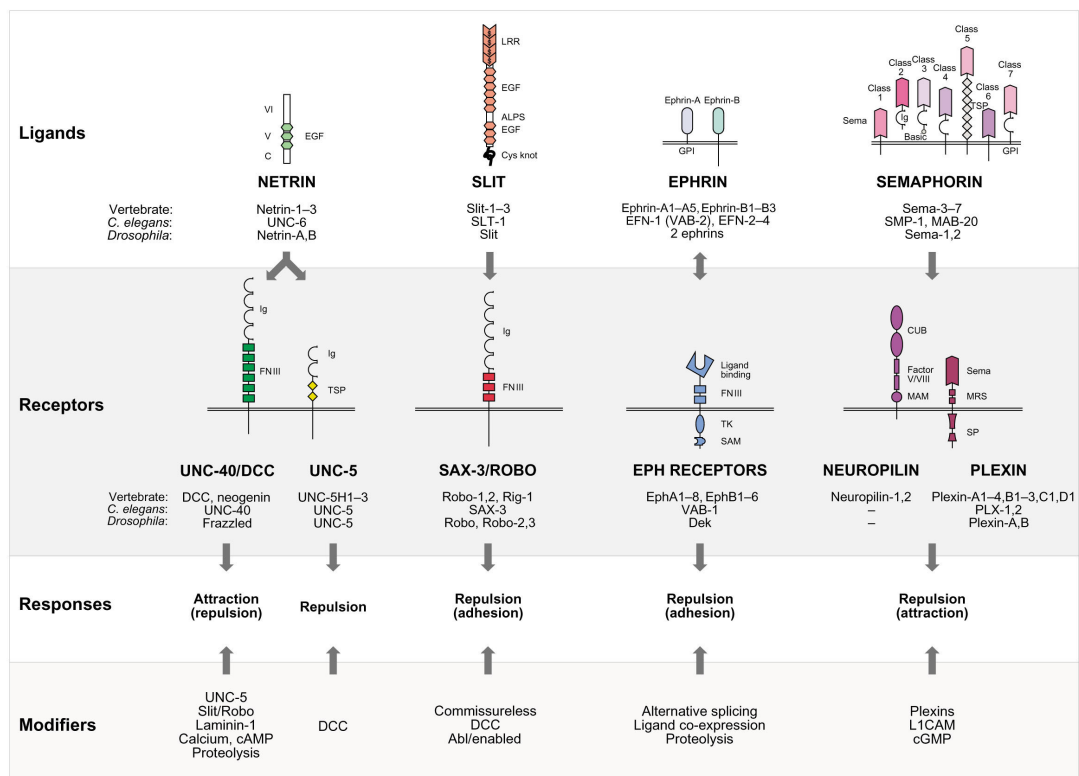 Ligands
VI
V
C
EGF
NETRIN
LRR
EGF
ALPS
EGF
Cys knot
SLIT
Ephrin-A Ephrin-B
GPI
EPHRIN
Class 1
Class 2
Class 3
Class 4
Class 5
Class 6
Class 7
Sema
Ig
Basic
TSP
GPI
SEMAPHORIN
Vertebrate: Netrin-1–3 Slit-1–3 Ephrin-A1–A5, Ephrin-B1–B3 Sema-3–7
C. elegans: UNC-6 SLT-1 EFN-1 (VAB-2), EFN-2–4 SMP-1, MAB-20
Drosophila: Netrin-A,B Slit 2 ephrins Sema-1,2
Receptors
Ig
FNIII
Ig
TSP
Ig
FNIII
Ligand
binding
FNIII
TK
SAM
CUB
Factor
V/VIII
MAM
Sema
MRS
SP
UNC-40/DCC UNC-5 SAX-3/ROBO EPH RECEPTORS NEUROPILIN PLEXIN
Vertebrate: DCC, neogenin UNC-5H1–3 Robo-1,2, Rig-1 EphA1–8, EphB1–6 Neuropilin-1,2 Plexin-A1–4,B1–3,C1,D1
C. elegans: UNC-40 UNC-5 SAX-3 VAB-1 – PLX-1,2
Drosophila: Frazzled UNC-5 Robo, Robo-2,3 Dek – Plexin-A,B
Responses
Attraction
(repulsion)
Repulsion
Repulsion
(adhesion)
Repulsion
(adhesion)
Repulsion
(attraction)
Modifiers
UNC-5
Slit/Robo
Laminin-1
Calcium, cAMP
Proteolysis
DCC
Commissureless
DCC
Abl/enabled
Alternative splicing
Ligand co-expression
Proteolysis
Plexins
L1CAM
cGMP